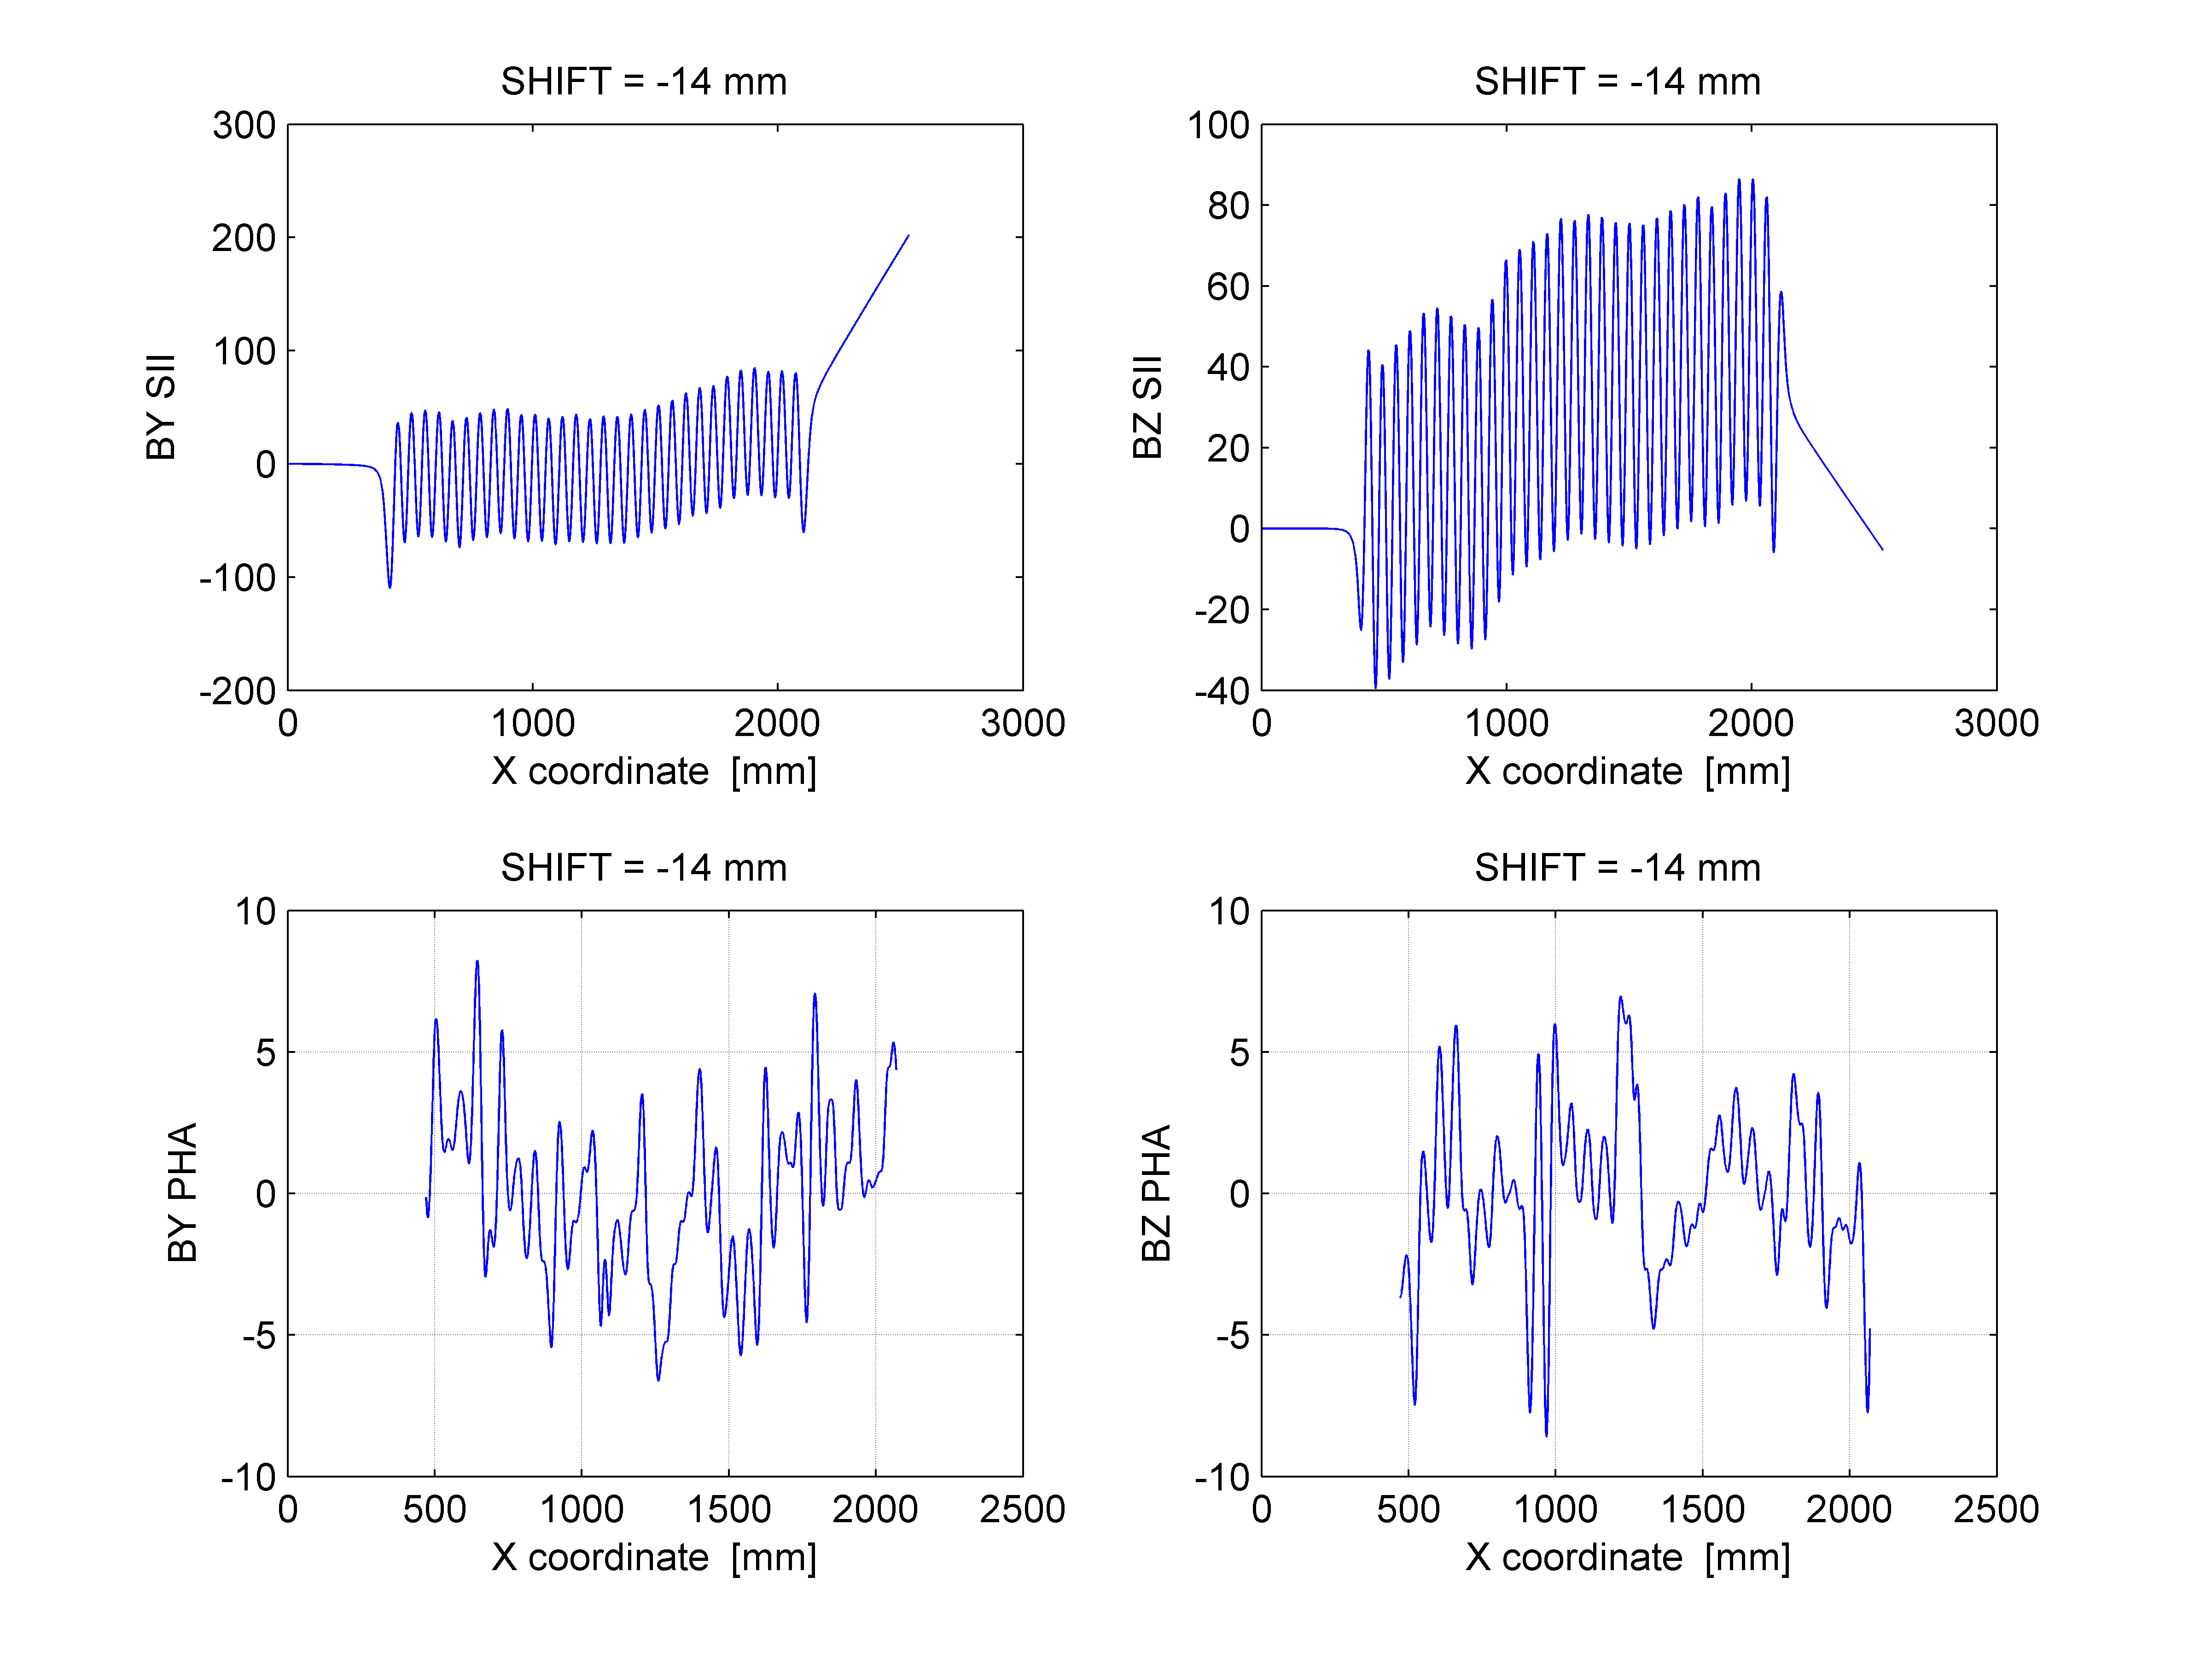 SHIFT = -14 mm
300
200
100
0
-100
-200
BY SII
0 1000 2000 3000
X coordinate [mm]
SHIFT = -14 mm
100
80
60
40
20
0
-20
-40
BZ SII
0 1000 2000 3000
X coordinate [mm]
SHIFT = -14 mm
10
5
0
-5
-10
BY PHA
0 500 1000 1500 2000 2500
X coordinate [mm]
SHIFT = -14 mm
10
5
0
-5
-10
BZ PHA
0 500 1000 1500 2000 2500
X coordinate [mm]